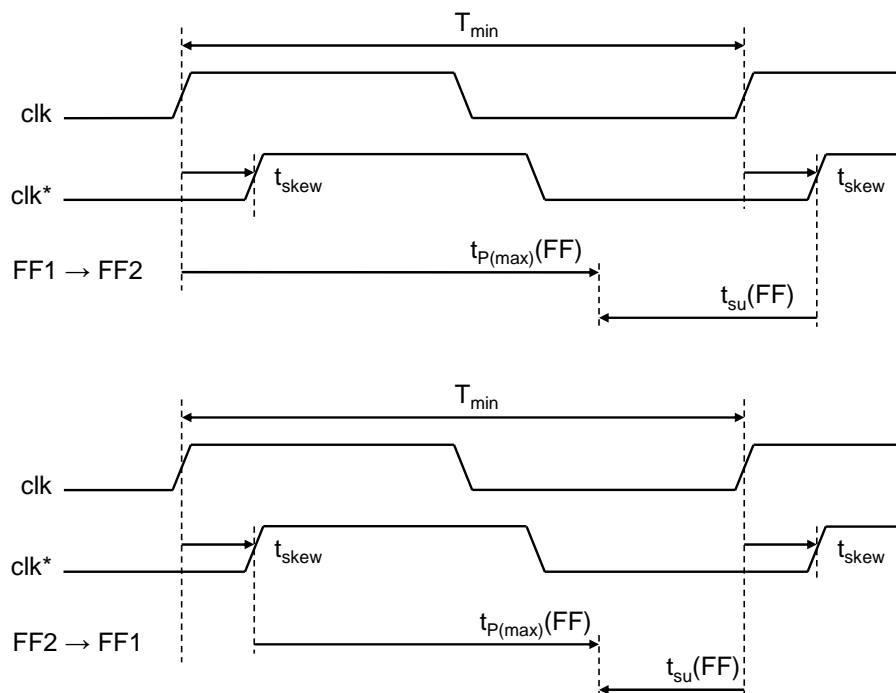 T_min
clk
t_skew t_skew
clk*
t_P(max)(FF)
FF1 → FF2
t_su(FF)
T_min
clk
t_skew t_skew
clk*
t_P(max)(FF)
FF2 → FF1
t_su(FF)